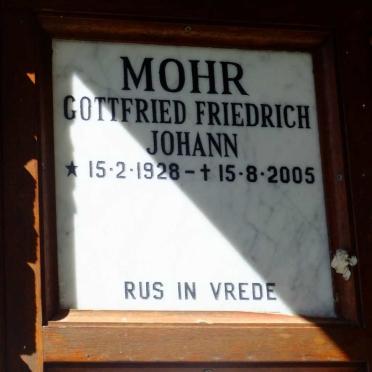 MOHR
GOTTFRIED FRIEDRICH
JOHANN
★ 15·2·1928 – † 15·8·2005
RUS IN VREDE